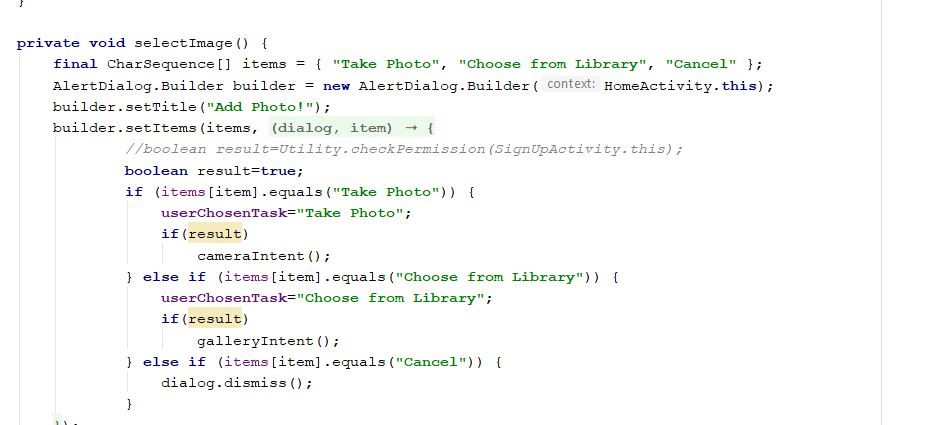 }
private void selectImage() {
final CharSequence[] items = { "Take Photo", "Choose from Library", "Cancel" };
AlertDialog.Builder builder = new AlertDialog.Builder( context: HomeActivity.this);
builder.setTitle("Add Photo!");
builder.setItems(items, (dialog, item) → {
//boolean result=Utility.checkPermission(SignUpActivity.this);
boolean result=true;
if (items[item].equals("Take Photo")) {
userChosenTask="Take Photo";
if(result)
cameraIntent();
} else if (items[item].equals("Choose from Library")) {
userChosenTask="Choose from Library";
if(result)
galleryIntent();
} else if (items[item].equals("Cancel")) {
dialog.dismiss();
}
});